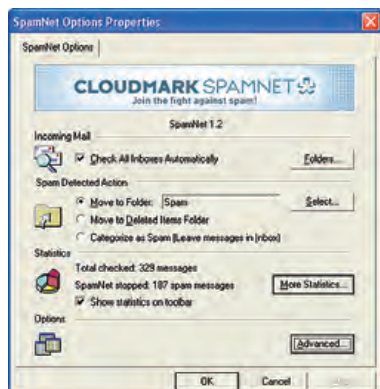 SpamNet Options Properties
SpamNet Options
CLOUDMARK SPAMNET
Join the fight against spam!
SpamNet 1.2
Incoming Mail
Check All Inboxes Automatically
Folders...
Spam Detected Action
Move to Folder: Spam
Select...
Move to Deleted Items Folder
Categorize as Spam (Leave messages in Inbox)
Statistics
Total checked: 329 messages
SpamNet stopped: 187 spam messages
More Statistics...
Show statistics on toolbar
Options
Advanced...
OK Cancel